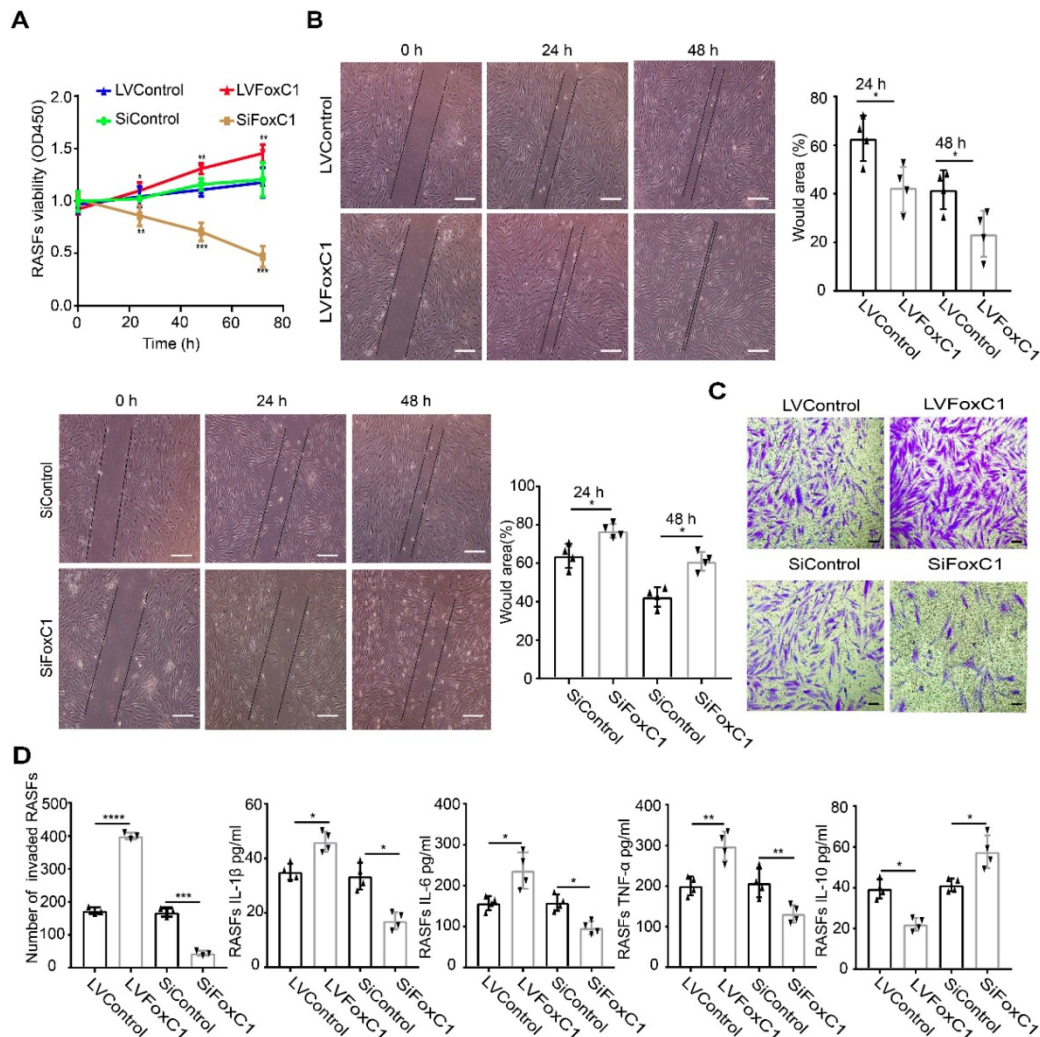 A
RASFs viability (OD450)
2.0
1.5
1.0
0.5
0.0
LVControl
LVFoxC1
SiControl
SiFoxC1
*
**
**
**
***
***
0
20
40
60
80
Time (h)
B
0 h
24 h
48 h
LVControl
LVFoxC1
Would area (%)
80
60
40
20
0
24 h
*
48 h
*
LVControl
LVFoxC1
LVControl
LVFoxC1
0 h
24 h
48 h
SiControl
SiFoxC1
Would area(%)
100
80
60
40
20
0
24 h
*
48 h
*
SiControl
SiFoxC1
SiControl
SiFoxC1
C
LVControl
LVFoxC1
SiControl
SiFoxC1
D
Number of invaded RASFs
500
400
300
200
100
0
****
***
LVControl
LVFoxC1
SiControl
SiFoxC1
RASFs IL-1β pg/ml
60
40
20
0
*
*
LVControl
LVFoxC1
SiControl
SiFoxC1
RASFs IL-6 pg/ml
400
300
200
100
0
*
*
LVControl
LVFoxC1
SiControl
SiFoxC1
RASFs TNF-α pg/ml
400
300
200
100
0
**
**
LVControl
LVFoxC1
SiControl
SiFoxC1
RASFs IL-10 pg/ml
80
60
40
20
0
*
*
LVControl
LVFoxC1
SiControl
SiFoxC1